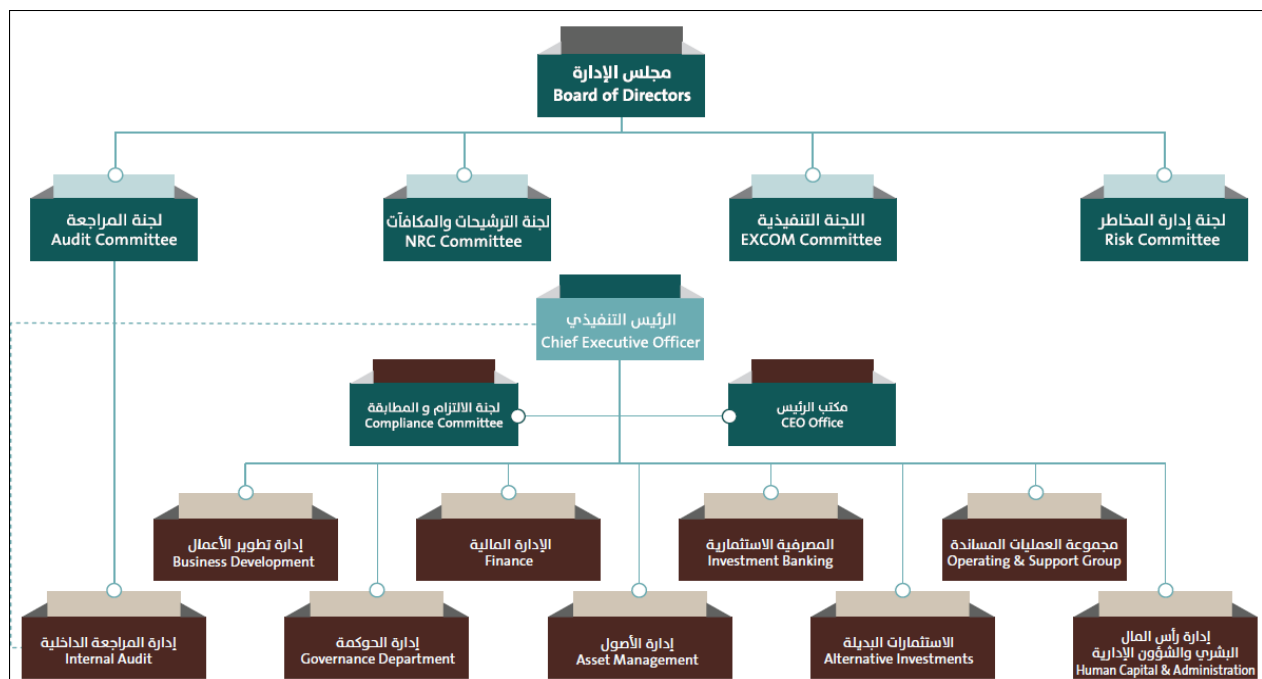 مجلس الإدارة
Board of Directors
لجنة المراجعة
Audit Committee
لجنة الترشيحات والمكافآت
NRC Committee
اللجنة التنفيذية
EXCOM Committee
لجنة إدارة المخاطر
Risk Committee
الرئيس التنفيذي
Chief Executive Officer
لجنة الالتزام و المطابقة
Compliance Committee
مكتب الرئيس
CEO Office
إدارة تطوير الأعمال
Business Development
الإدارة المالية
Finance
المصرفية الاستثمارية
Investment Banking
مجموعة العمليات المساندة
Operating & Support Group
إدارة المراجعة الداخلية
Internal Audit
إدارة الحوكمة
Governance Department
إدارة الأصول
Asset Management
الاستثمارات البديلة
Alternative Investments
إدارة رأس المال
البشري والشؤون الإدارية
Human Capital & Administration